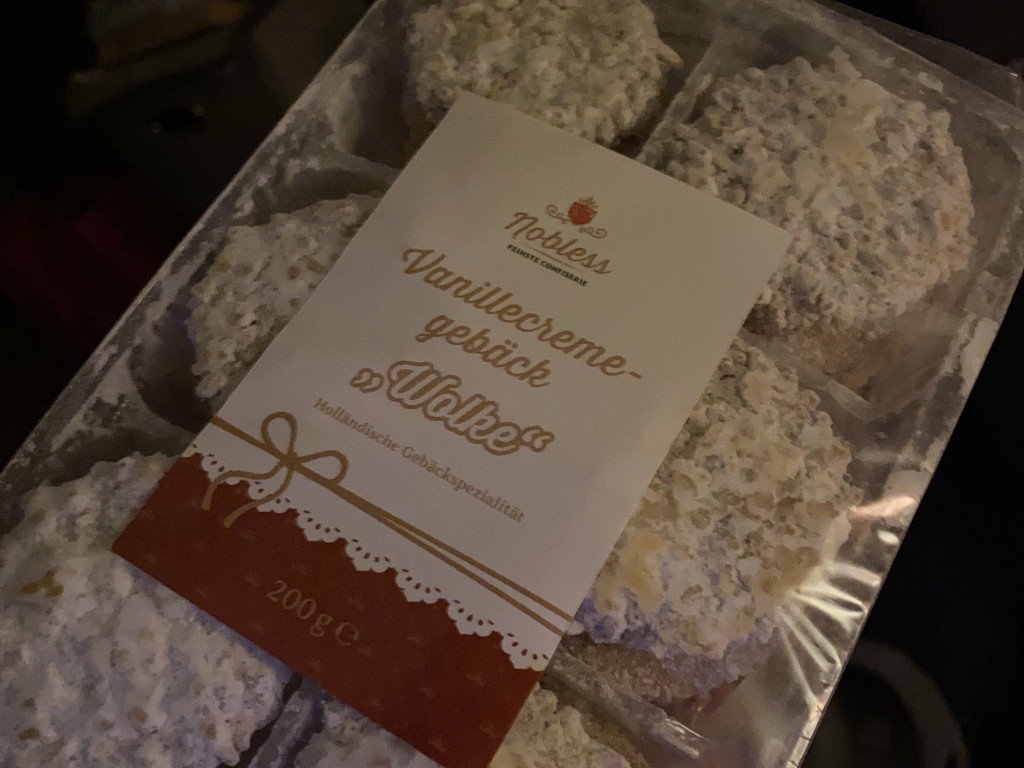 Nobless
FEINSTE CONFISERIE
Vanillecreme-
gebäck
»Wolke«
Holländische Gebäckspezialität
200 g ℮